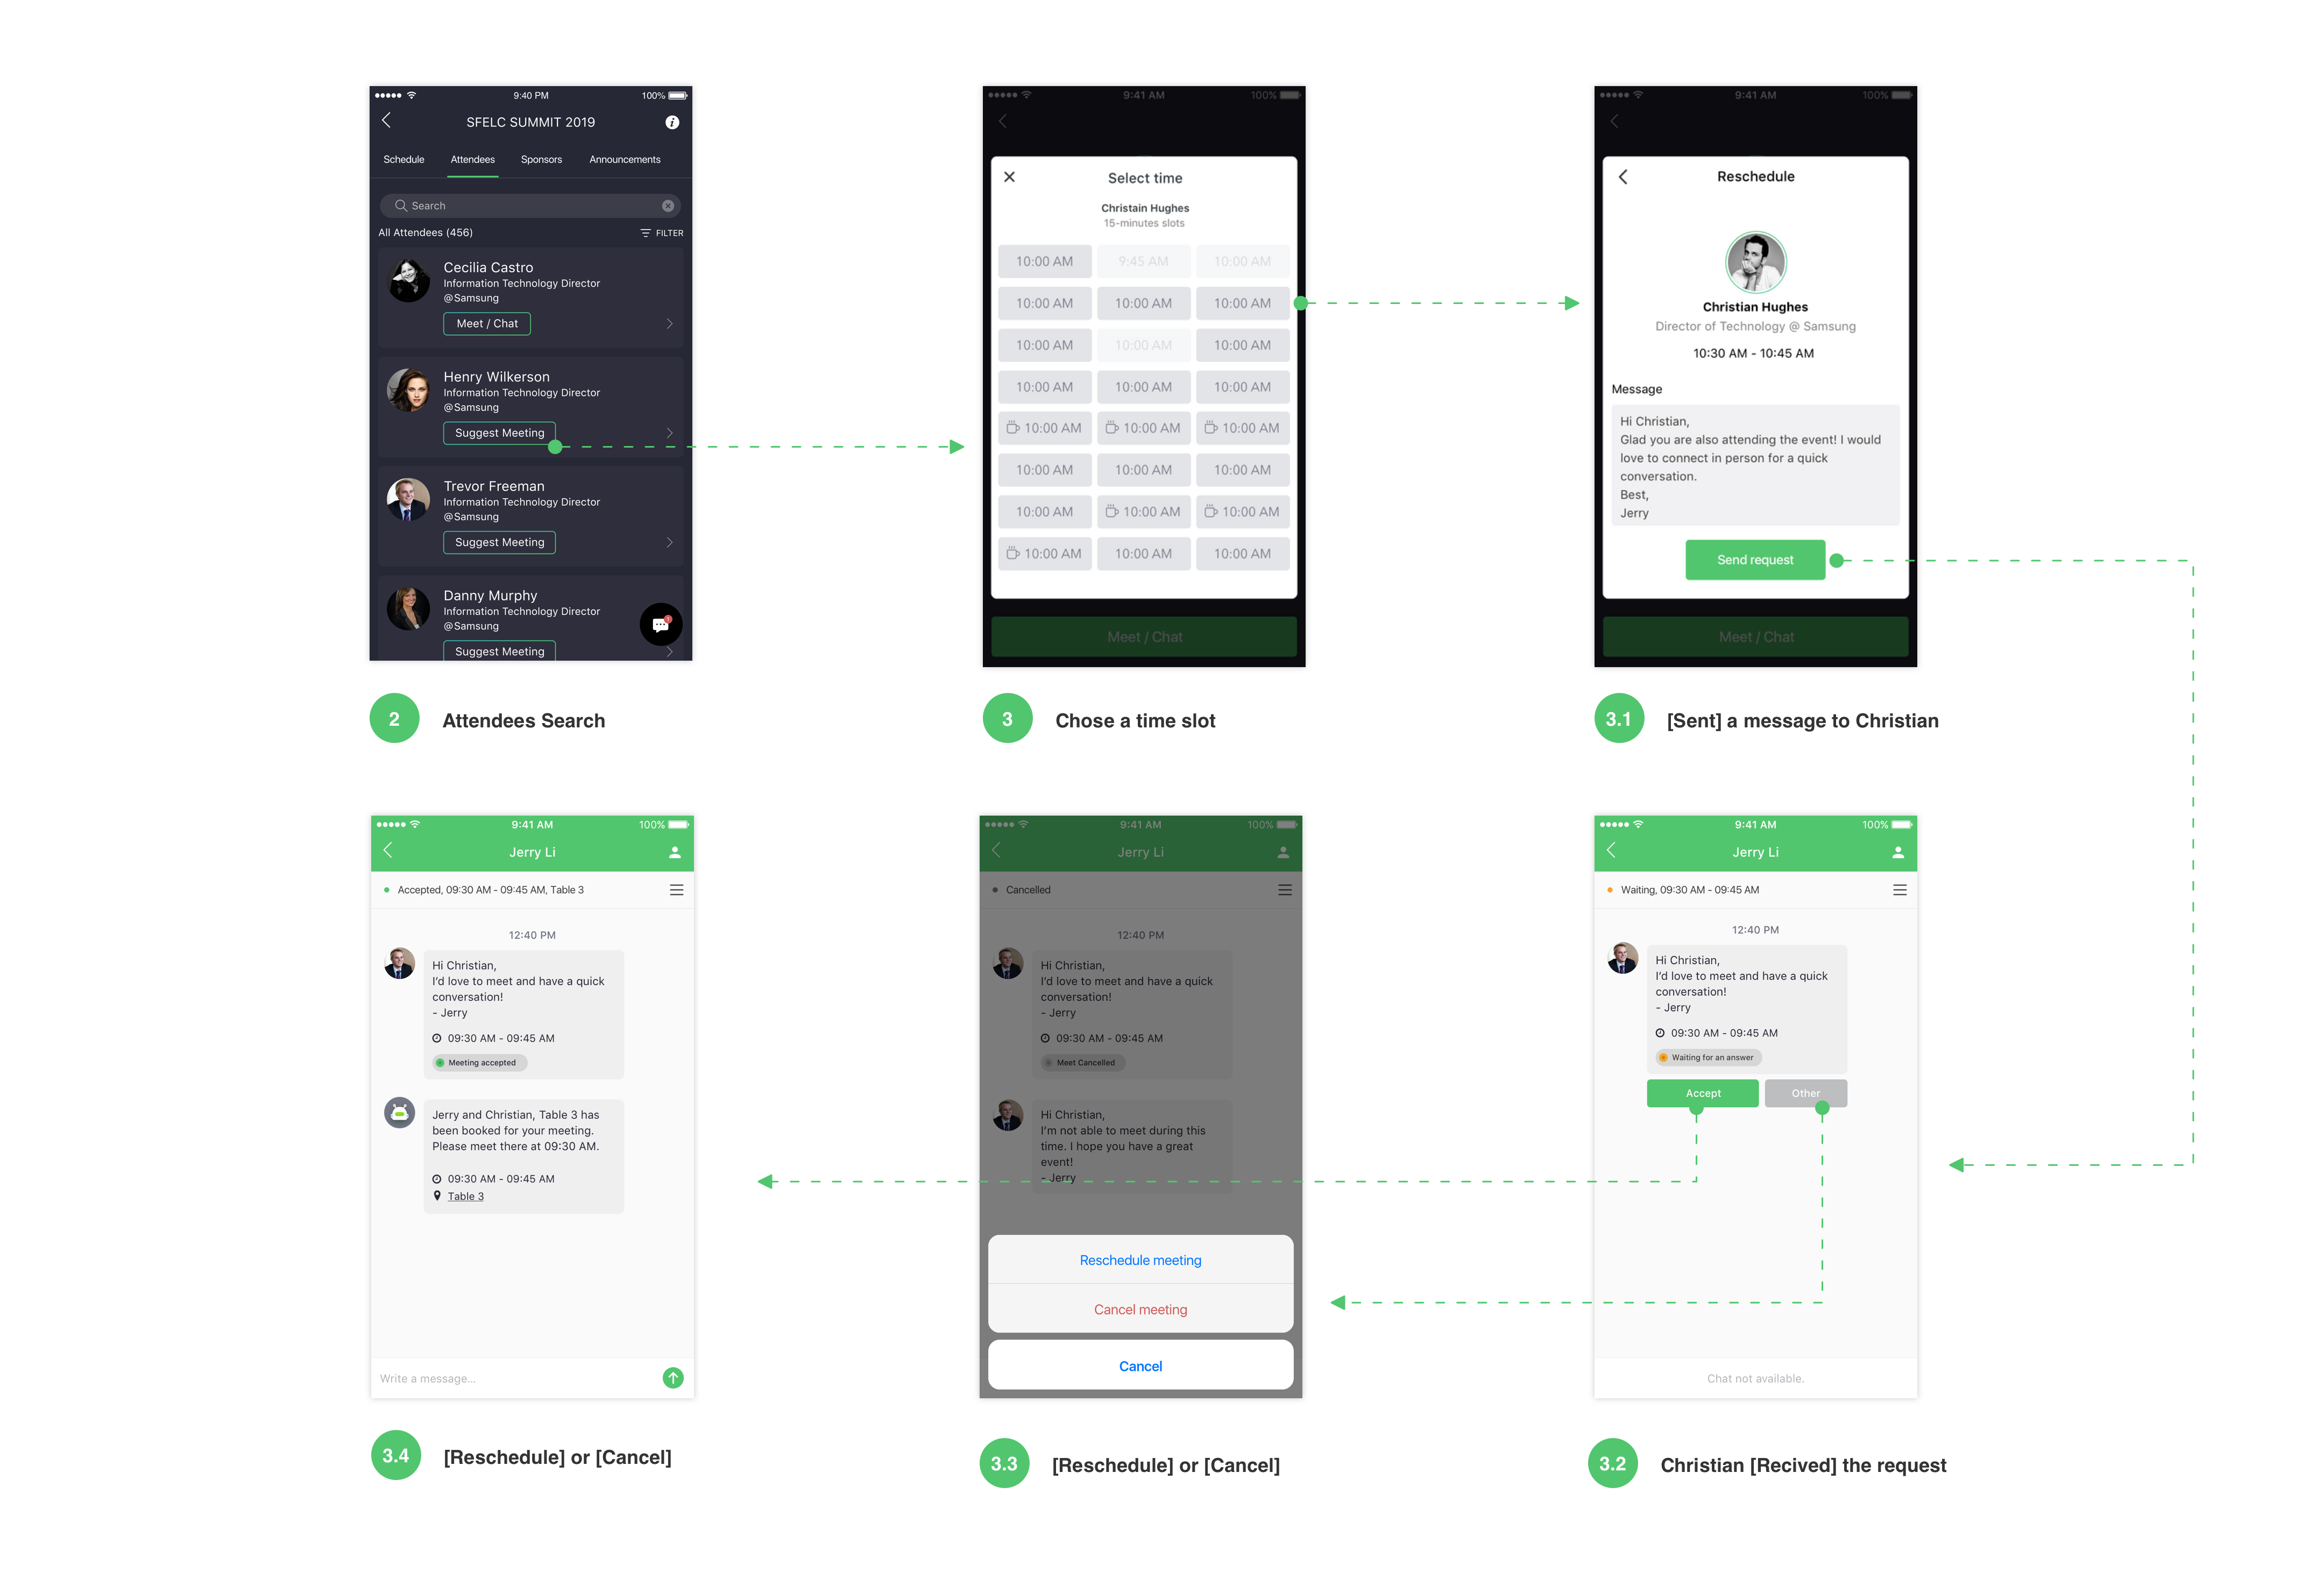 9:40 PM
100%
SFELC SUMMIT 2019
Schedule Attendees Sponsors Announcements
Search
All Attendees (456) FILTER
Cecilia Castro
Information Technology Director
@Samsung
Meet / Chat
Henry Wilkerson
Information Technology Director
@Samsung
Suggest Meeting
Trevor Freeman
Information Technology Director
@Samsung
Suggest Meeting
Danny Murphy
Information Technology Director
@Samsung
Suggest Meeting
2 Attendees Search
9:41 AM
100%
Select time
Christain Hughes
15-minutes slots
10:00 AM 9:45 AM 10:00 AM
10:00 AM 10:00 AM 10:00 AM
10:00 AM 10:00 AM 10:00 AM
10:00 AM 10:00 AM 10:00 AM
10:00 AM 10:00 AM 10:00 AM
10:00 AM 10:00 AM 10:00 AM
10:00 AM 10:00 AM 10:00 AM
10:00 AM 10:00 AM 10:00 AM
Meet / Chat
3 Chose a time slot
9:41 AM
100%
Reschedule
Christian Hughes
Director of Technology @ Samsung
10:30 AM - 10:45 AM
Message
Hi Christian,
Glad you are also attending the event! I would
love to connect in person for a quick
conversation.
Best,
Jerry
Send request
Meet / Chat
3.1 [Sent] a message to Christian
9:41 AM
100%
Jerry Li
Accepted, 09:30 AM - 09:45 AM, Table 3
12:40 PM
Hi Christian,
I'd love to meet and have a quick
conversation!
- Jerry
09:30 AM - 09:45 AM
Meeting accepted
Jerry and Christian, Table 3 has
been booked for your meeting.
Please meet there at 09:30 AM.
09:30 AM - 09:45 AM
Table 3
Write a message...
3.4 [Reschedule] or [Cancel]
9:41 AM
100%
Jerry Li
Cancelled
12:40 PM
Hi Christian,
I'd love to meet and have a quick
conversation!
- Jerry
09:30 AM - 09:45 AM
Meet Cancelled
Hi Christian,
I'm not able to meet during this
time. I hope you have a great
event!
- Jerry
Reschedule meeting
Cancel meeting
Cancel
3.3 [Reschedule] or [Cancel]
9:41 AM
100%
Jerry Li
Waiting, 09:30 AM - 09:45 AM
12:40 PM
Hi Christian,
I'd love to meet and have a quick
conversation!
- Jerry
09:30 AM - 09:45 AM
Waiting for an answer
Accept Other
Chat not available.
3.2 Christian [Recived] the request